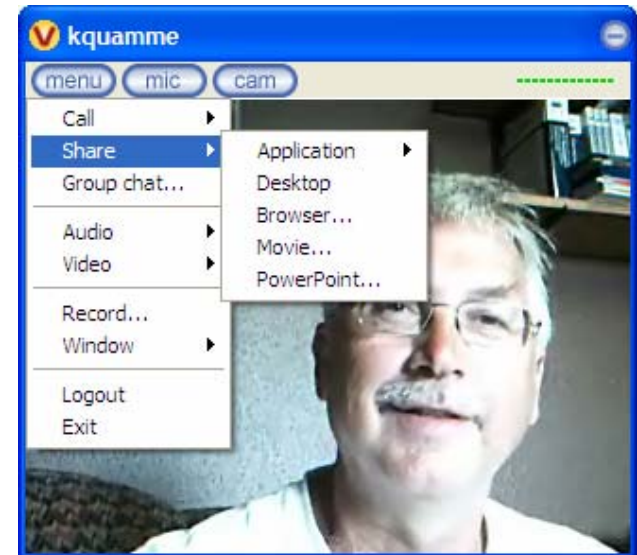 kquamme
menu mic cam
Call
Share
Group chat...
Audio
Video
Record...
Window
Logout
Exit
Application
Desktop
Browser...
Movie...
PowerPoint...